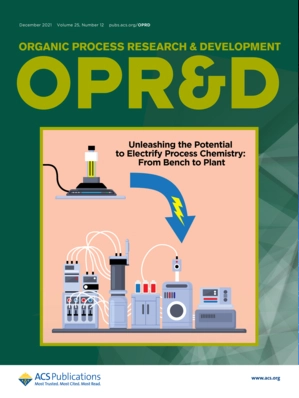 December 2021 Volume 25, Number 12 pubs.acs.org/OPRD
ORGANIC PROCESS RESEARCH & DEVELOPMENT
OPR&D
Unleashing the Potential
to Electrify Process Chemistry:
From Bench to Plant
ACS Publications
Most Trusted. Most Cited. Most Read.
www.acs.org